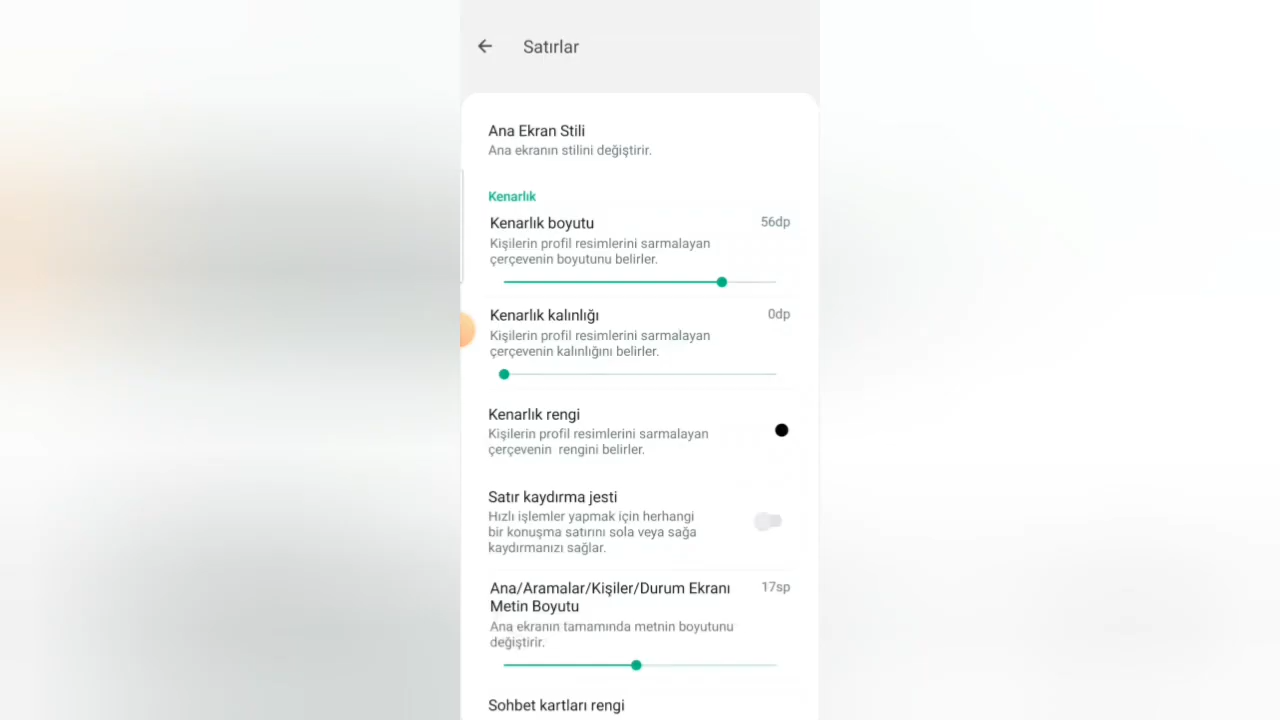 Satırlar
Ana Ekran Stili
Ana ekranın stilini değiştirir.
Kenarlık
Kenarlık boyutu
56dp
Kişilerin profil resimlerini sarmalayan
çerçevenin boyutunu belirler.
Kenarlık kalınlığı
0dp
Kişilerin profil resimlerini sarmalayan
çerçevenin kalınlığını belirler.
Kenarlık rengi
Kişilerin profil resimlerini sarmalayan
çerçevenin  rengini belirler.
Satır kaydırma jesti
Hızlı işlemler yapmak için herhangi
bir konuşma satırını sola veya sağa
kaydırmanızı sağlar.
Ana/Aramalar/Kişiler/Durum Ekranı
Metin Boyutu
17sp
Ana ekranın tamamında metnin boyutunu
değiştirir.
Sohbet kartları rengi